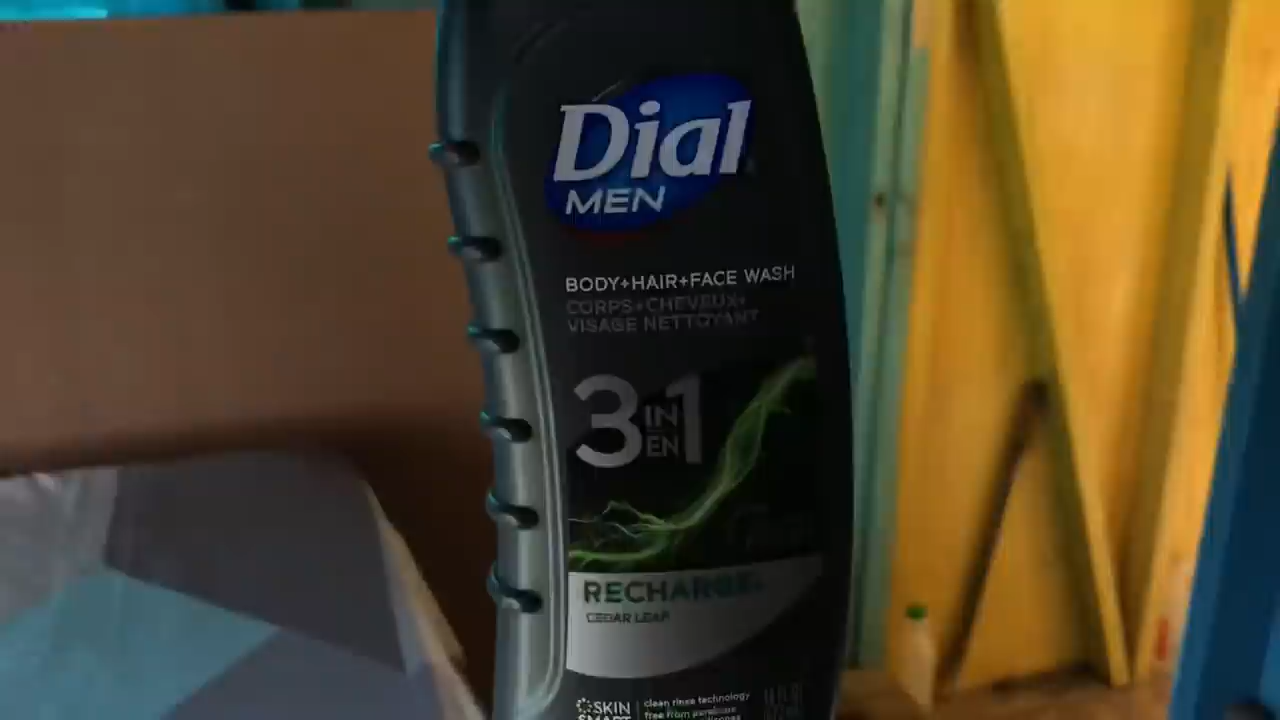 Dial
MEN
BODY+HAIR+FACE WASH
CORPS+CHEVEUX+
VISAGE NETTOYANT
3 IN 1
EN
RECHARGE
CEDAR LEAF
SKIN
SMART
clean rinse technology
free from parabens